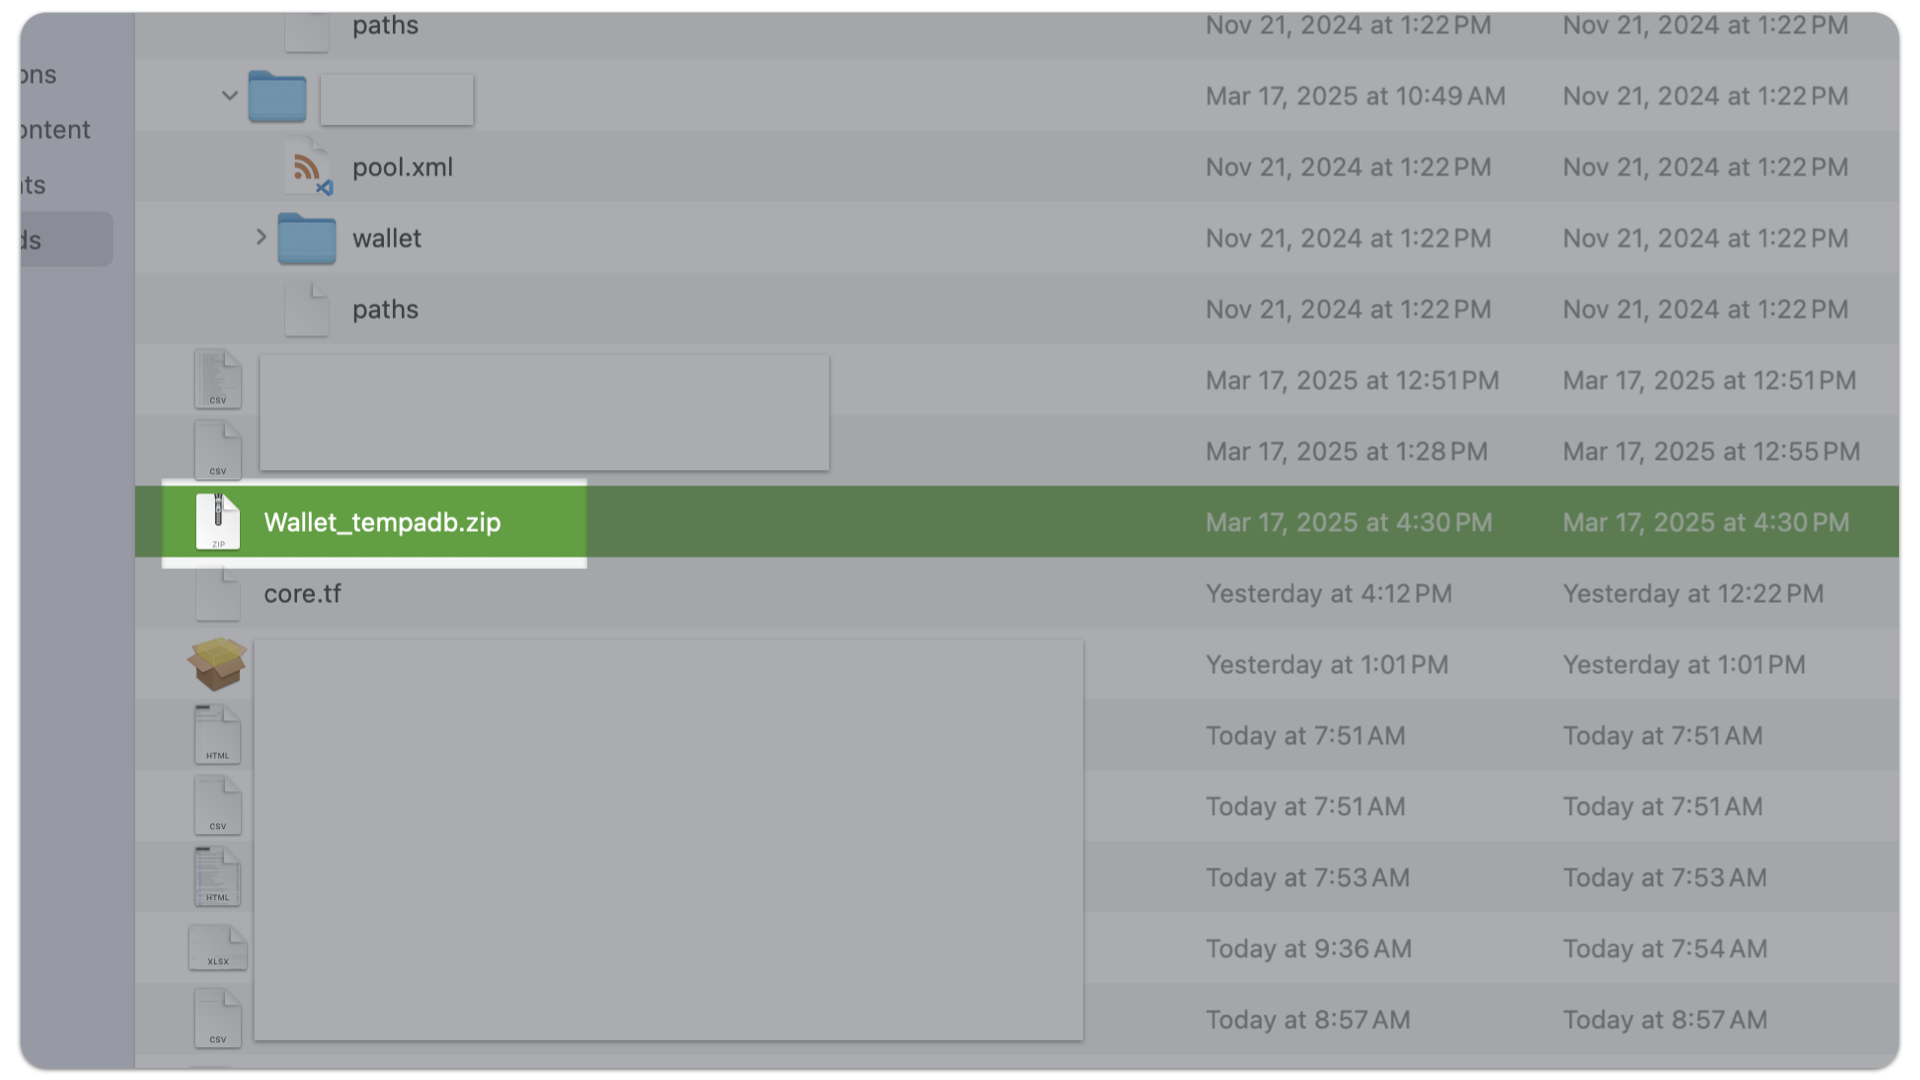 ons
ontent
nts
ds
paths Nov 21, 2024 at 1:22 PM Nov 21, 2024 at 1:22 PM
Mar 17, 2025 at 10:49 AM Nov 21, 2024 at 1:22 PM
pool.xml Nov 21, 2024 at 1:22 PM Nov 21, 2024 at 1:22 PM
wallet Nov 21, 2024 at 1:22 PM Nov 21, 2024 at 1:22 PM
paths Nov 21, 2024 at 1:22 PM Nov 21, 2024 at 1:22 PM
CSV Mar 17, 2025 at 12:51 PM Mar 17, 2025 at 12:51 PM
CSV Mar 17, 2025 at 1:28 PM Mar 17, 2025 at 12:55 PM
ZIP Wallet_tempadb.zip Mar 17, 2025 at 4:30 PM Mar 17, 2025 at 4:30 PM
core.tf Yesterday at 4:12 PM Yesterday at 12:22 PM
Yesterday at 1:01 PM Yesterday at 1:01 PM
HTML Today at 7:51 AM Today at 7:51 AM
CSV Today at 7:51 AM Today at 7:51 AM
HTML Today at 7:53 AM Today at 7:53 AM
XLSX Today at 9:36 AM Today at 7:54 AM
CSV Today at 8:57 AM Today at 8:57 AM